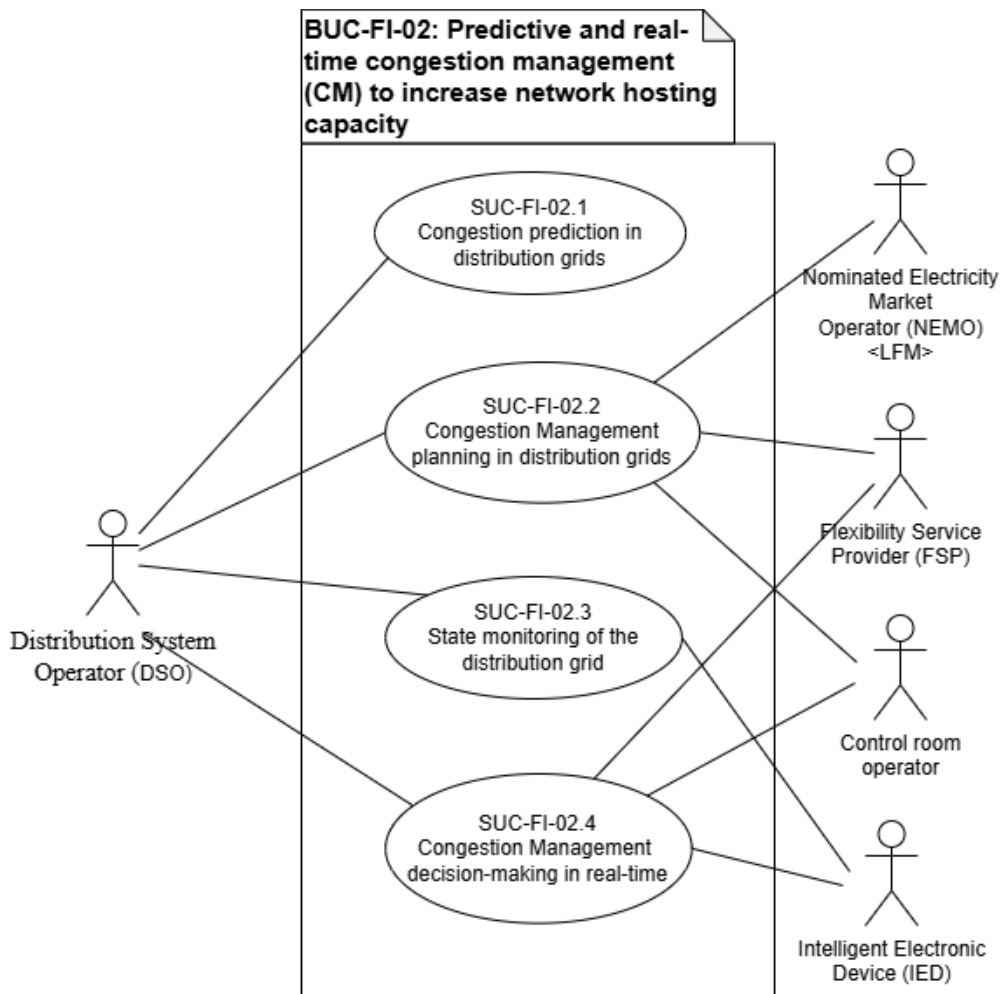 BUC-FI-02: Predictive and real-
time congestion management
(CM) to increase network hosting
capacity
SUC-FI-02.1
Congestion prediction in
distribution grids
Nominated Electricity
Market
Operator (NEMO)
<LFM>
SUC-FI-02.2
Congestion Management
planning in distribution grids
Flexibility Service
Provider (FSP)
Distribution System
Operator (DSO)
SUC-FI-02.3
State monitoring of the
distribution grid
Control room
operator
SUC-FI-02.4
Congestion Management
decision-making in real-time
Intelligent Electronic
Device (IED)